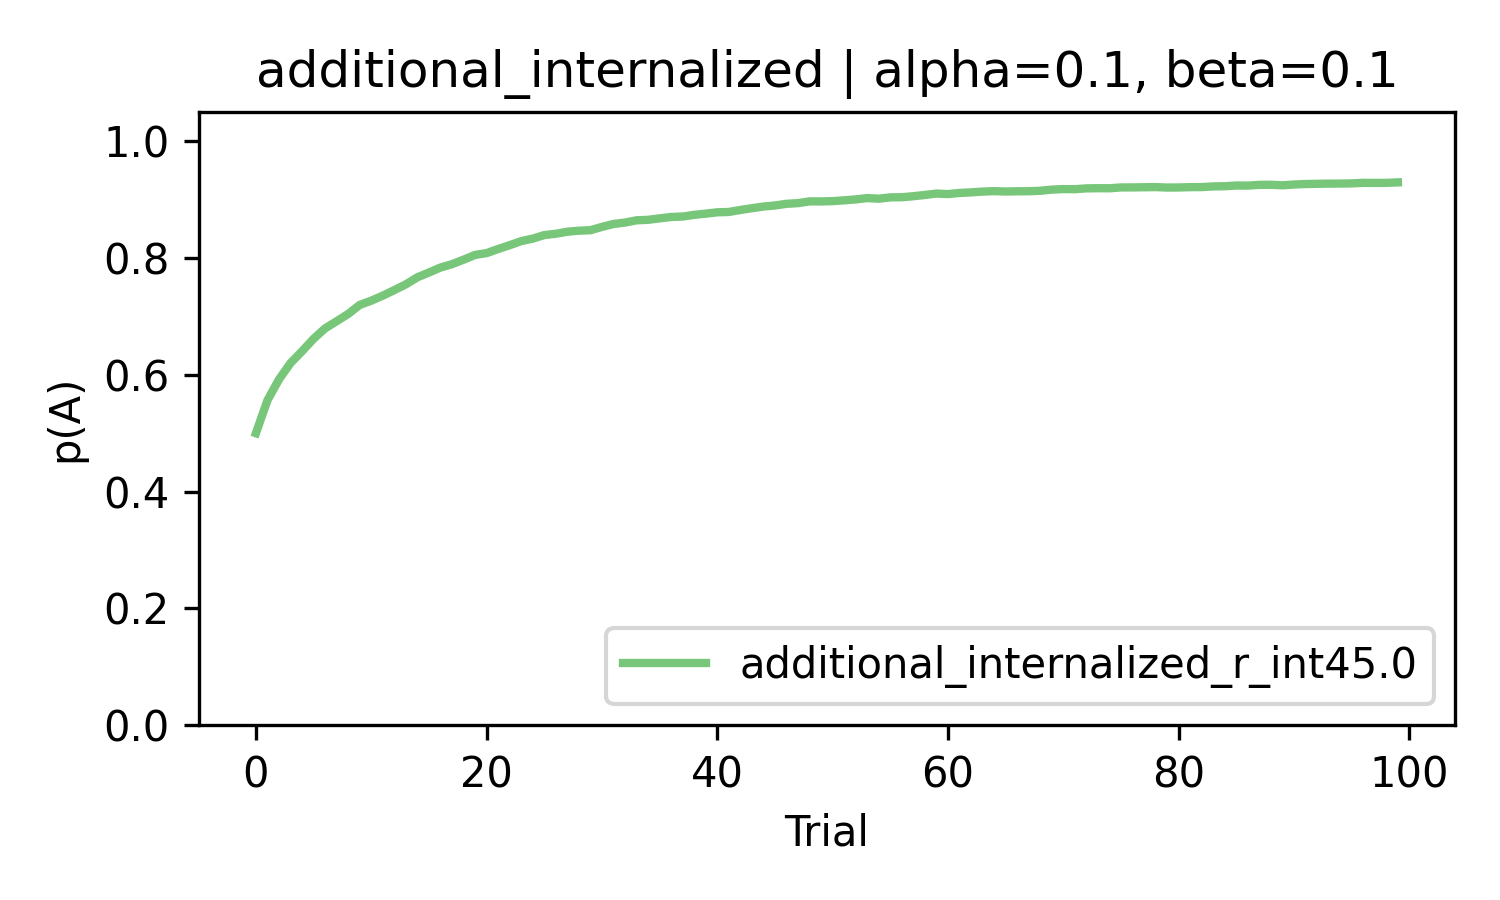 additional_internalized | alpha=0.1, beta=0.1
1.0
0.8
0.6
0.4
0.2
0.0
p(A)
additional_internalized_r_int45.0
0 20 40 60 80 100
Trial